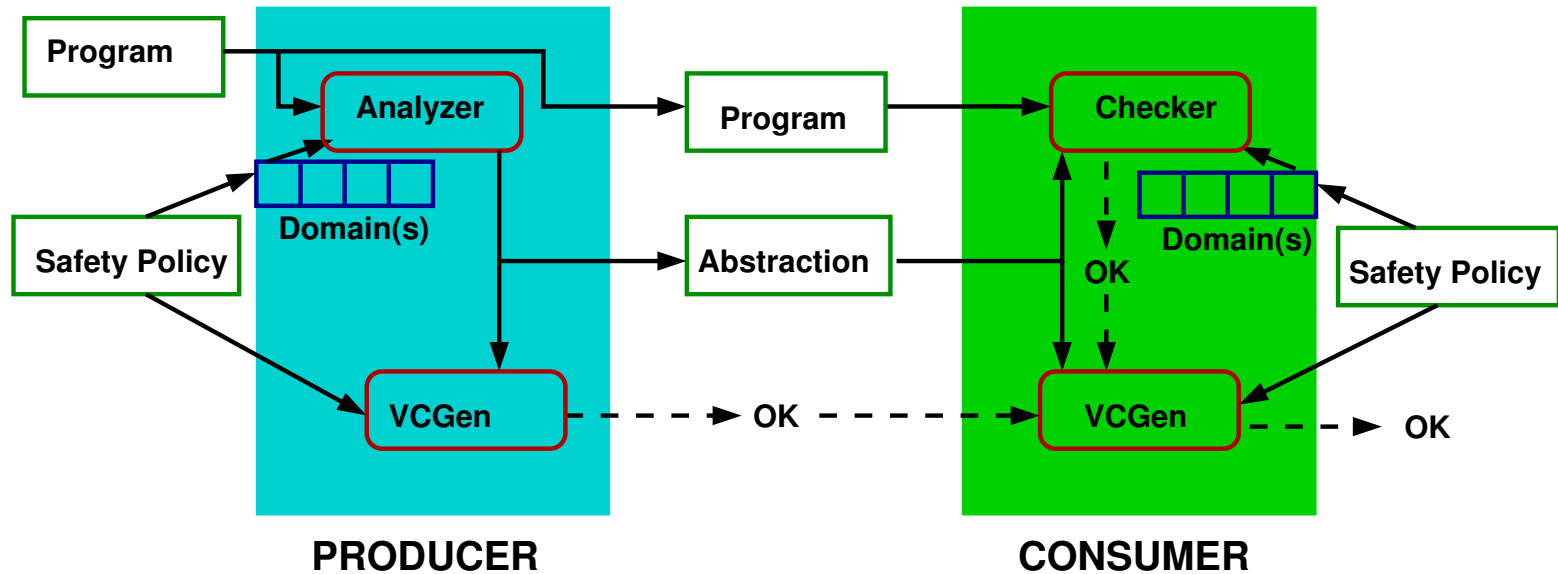 Program
Analyzer
Program
Checker
Domain(s)
Domain(s)
Safety Policy
Abstraction
OK
Safety Policy
VCGen
OK
VCGen
OK
PRODUCER
CONSUMER